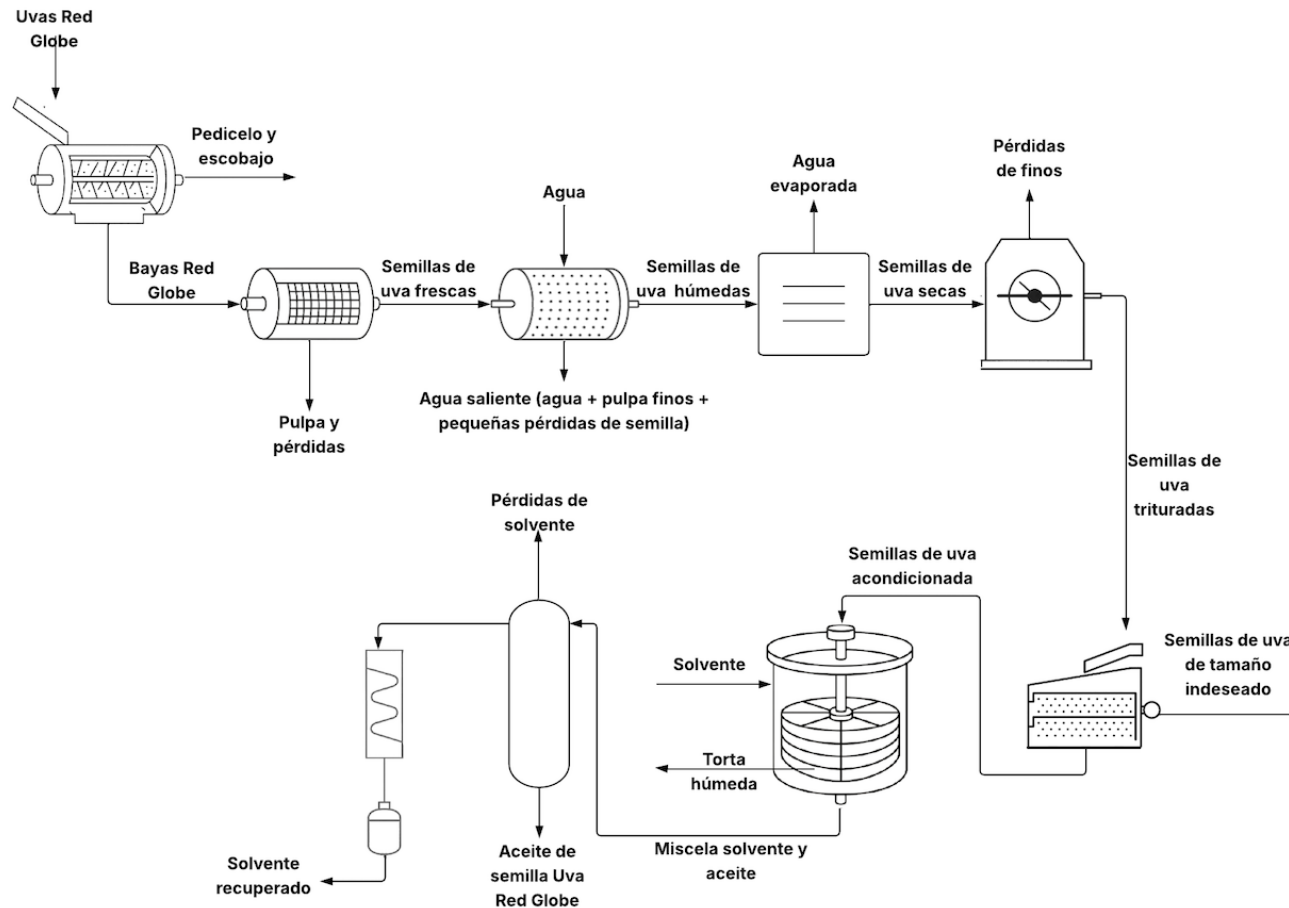 Uvas Red
Globe
Pedicelo y
escobajo
Bayas Red
Globe
Pulpa y
pérdidas
Semillas de
uva frescas
Agua
Agua saliente (agua + pulpa finos +
pequeñas pérdidas de semilla)
Semillas de
uva húmedas
Agua
evaporada
Semillas de
uva secas
Pérdidas
de finos
Semillas de
uva
trituradas
Semillas de uva
de tamaño
indeseado
Semillas de uva
acondicionada
Solvente
Torta
húmeda
Miscela solvente y
aceite
Pérdidas de
solvente
Aceite de
semilla Uva
Red Globe
Solvente
recuperado